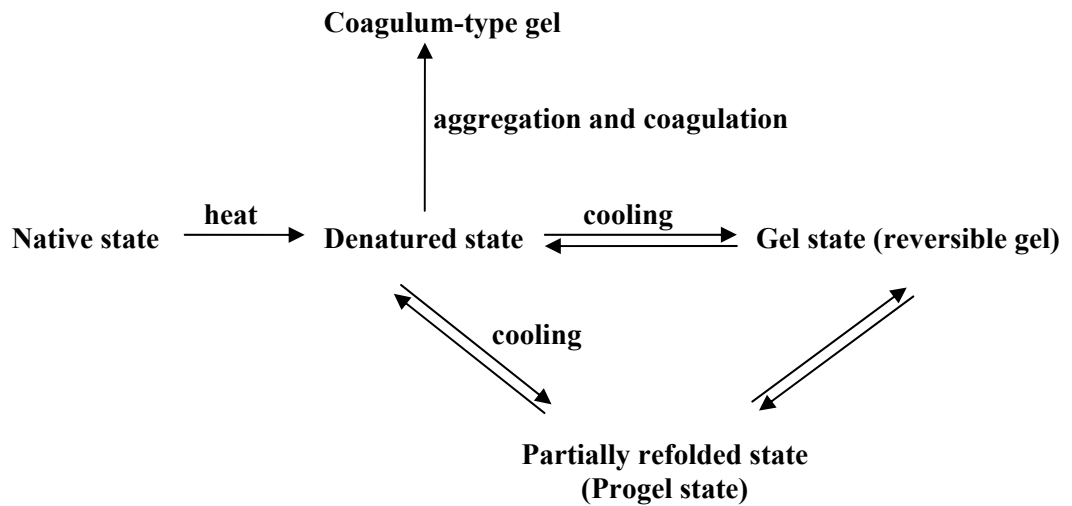 Coagulum-type gel
aggregation and coagulation
heat
cooling
Native state
Denatured state
Gel state (reversible gel)
cooling
Partially refolded state
(Progel state)